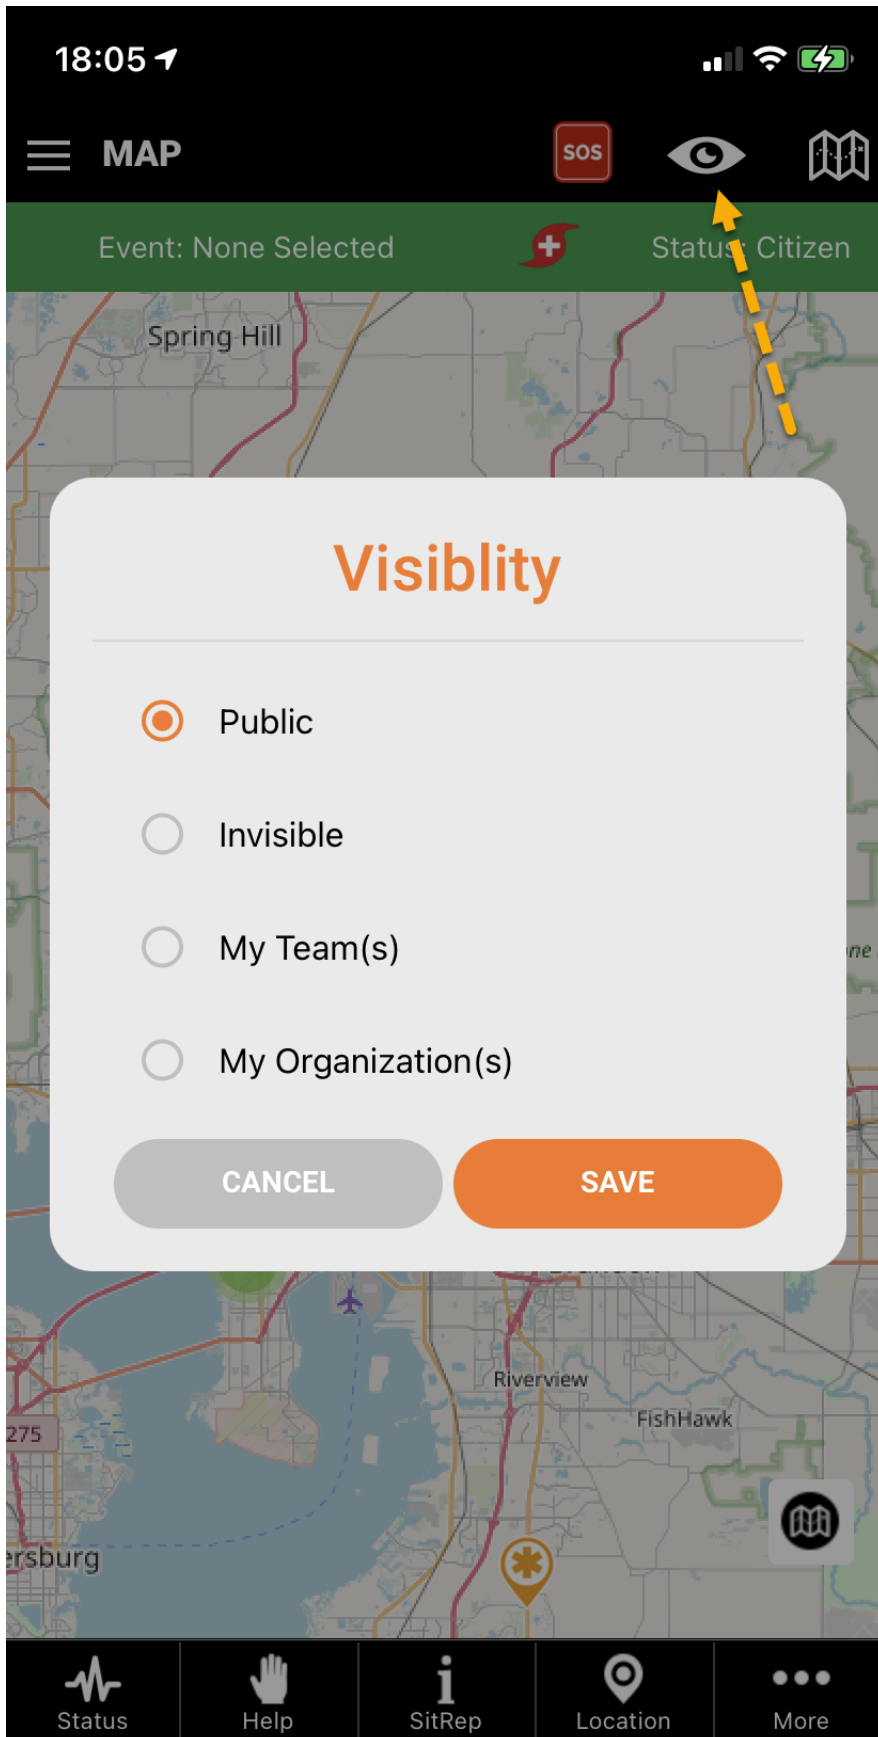 18:05
MAP
SOS
Event: None Selected
Status: Citizen
Spring Hill
Visiblity
Public
Invisible
My Team(s)
My Organization(s)
CANCEL
SAVE
Riverview
FishHawk
275
ersburg
Status
Help
SitRep
Location
More